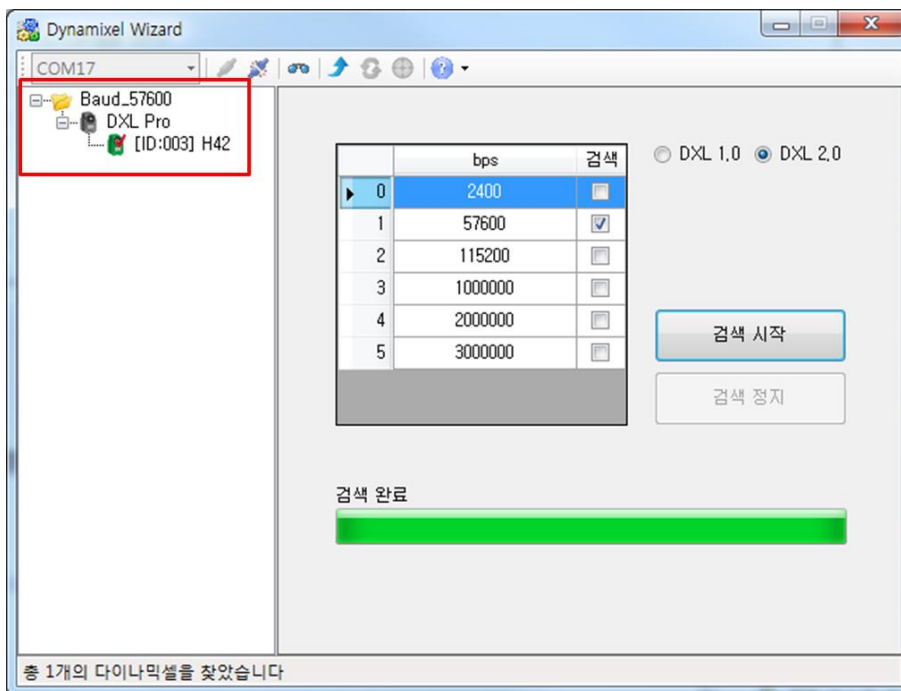 Dynamixel Wizard
COM17
Baud_57600
DXL Pro
[ID:003] H42
bps 검색
0 2400
1 57600
2 115200
3 1000000
4 2000000
5 3000000
DXL 1.0 DXL 2.0
검색 시작
검색 정지
검색 완료
총 1개의 다이나믹셀을 찾았습니다